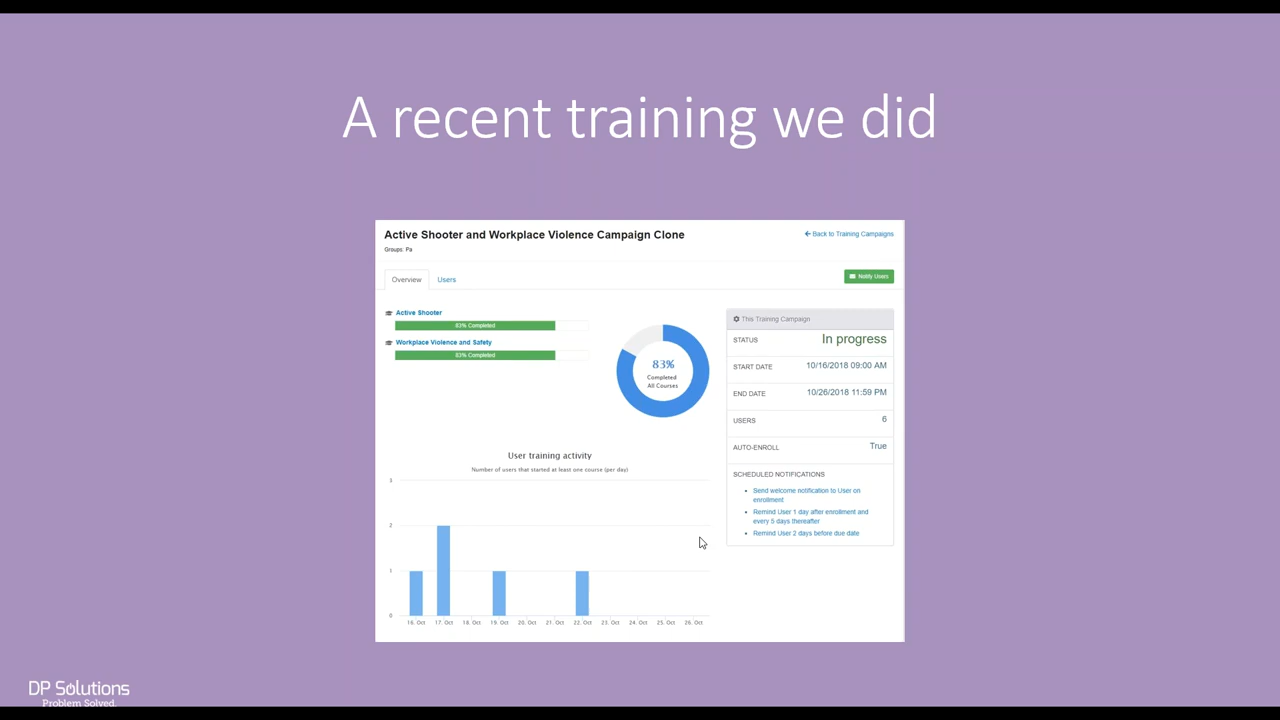 A recent training we did
Active Shooter and Workplace Violence Campaign Clone
Back to Training Campaigns
Groups: Pa
Overview
Users
Notify Users
Active Shooter
83% Completed
Workplace Violence and Safety
83% Completed
83%
Completed
All Courses
This Training Campaign
STATUS In progress
START DATE 10/16/2018 09:00 AM
END DATE 10/26/2018 11:59 PM
USERS 6
AUTO-ENROLL True
SCHEDULED NOTIFICATIONS
Send welcome notification to User on
enrollment
Remind User 1 day after enrollment and
every 5 days thereafter
Remind User 2 days before due date
User training activity
Number of users that started at least one course (per day)
3
2
1
0
16. Oct 17. Oct 18. Oct 19. Oct 20. Oct 21. Oct 22. Oct 23. Oct 24. Oct 25. Oct 26. Oct
DP Solutions
Problem Solved.